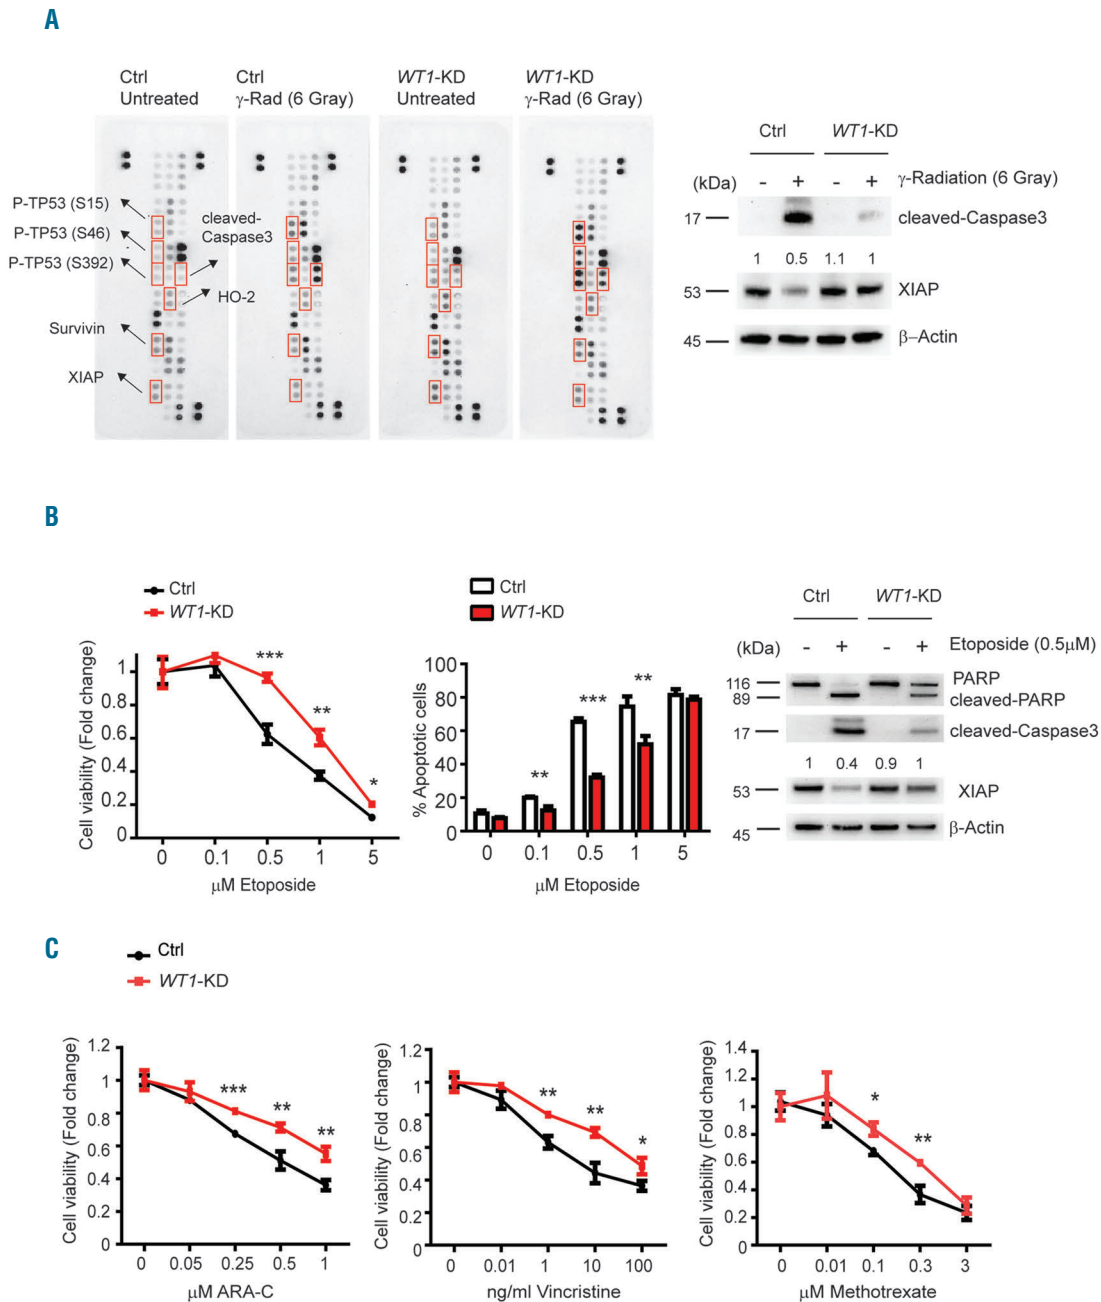 A
Ctrl
Untreated
Ctrl
γ-Rad (6 Gray)
WT1-KD
Untreated
WT1-KD
γ-Rad (6 Gray)
P-TP53 (S15)
P-TP53 (S46)
P-TP53 (S392)
Survivin
XIAP
cleaved-
Caspase3
HO-2
Ctrl
WT1-KD
(kDa)
- + - +
γ-Radiation (6 Gray)
17
cleaved-Caspase3
1 0.5 1.1 1
53
XIAP
45
β-Actin
B
Ctrl
WT1-KD
Cell viability (Fold change)
1
0.8
0.6
0.4
0.2
0
***
**
*
0 0.1 0.5 1 5
μM Etoposide
Ctrl
WT1-KD
% Apoptotic cells
100
80
60
40
20
0
**
***
**
0 0.1 0.5 1 5
μM Etoposide
Ctrl
WT1-KD
(kDa)
- + - +
Etoposide (0.5μM)
116
PARP
89
cleaved-PARP
17
cleaved-Caspase3
1 0.4 0.9 1
53
XIAP
45
β-Actin
C
Ctrl
WT1-KD
Cell viability (Fold change)
1.2
1
0.8
0.6
0.4
0.2
0
***
**
**
0 0.05 0.25 0.5 1
μM ARA-C
Cell viability (Fold change)
1.2
1
0.8
0.6
0.4
0.2
0
**
**
*
0 0.01 1 10 100
ng/ml Vincristine
Cell viability (Fold change)
1.4
1.2
1
0.8
0.6
0.4
0.2
0
*
**
0 0.01 0.1 0.3 3
μM Methotrexate